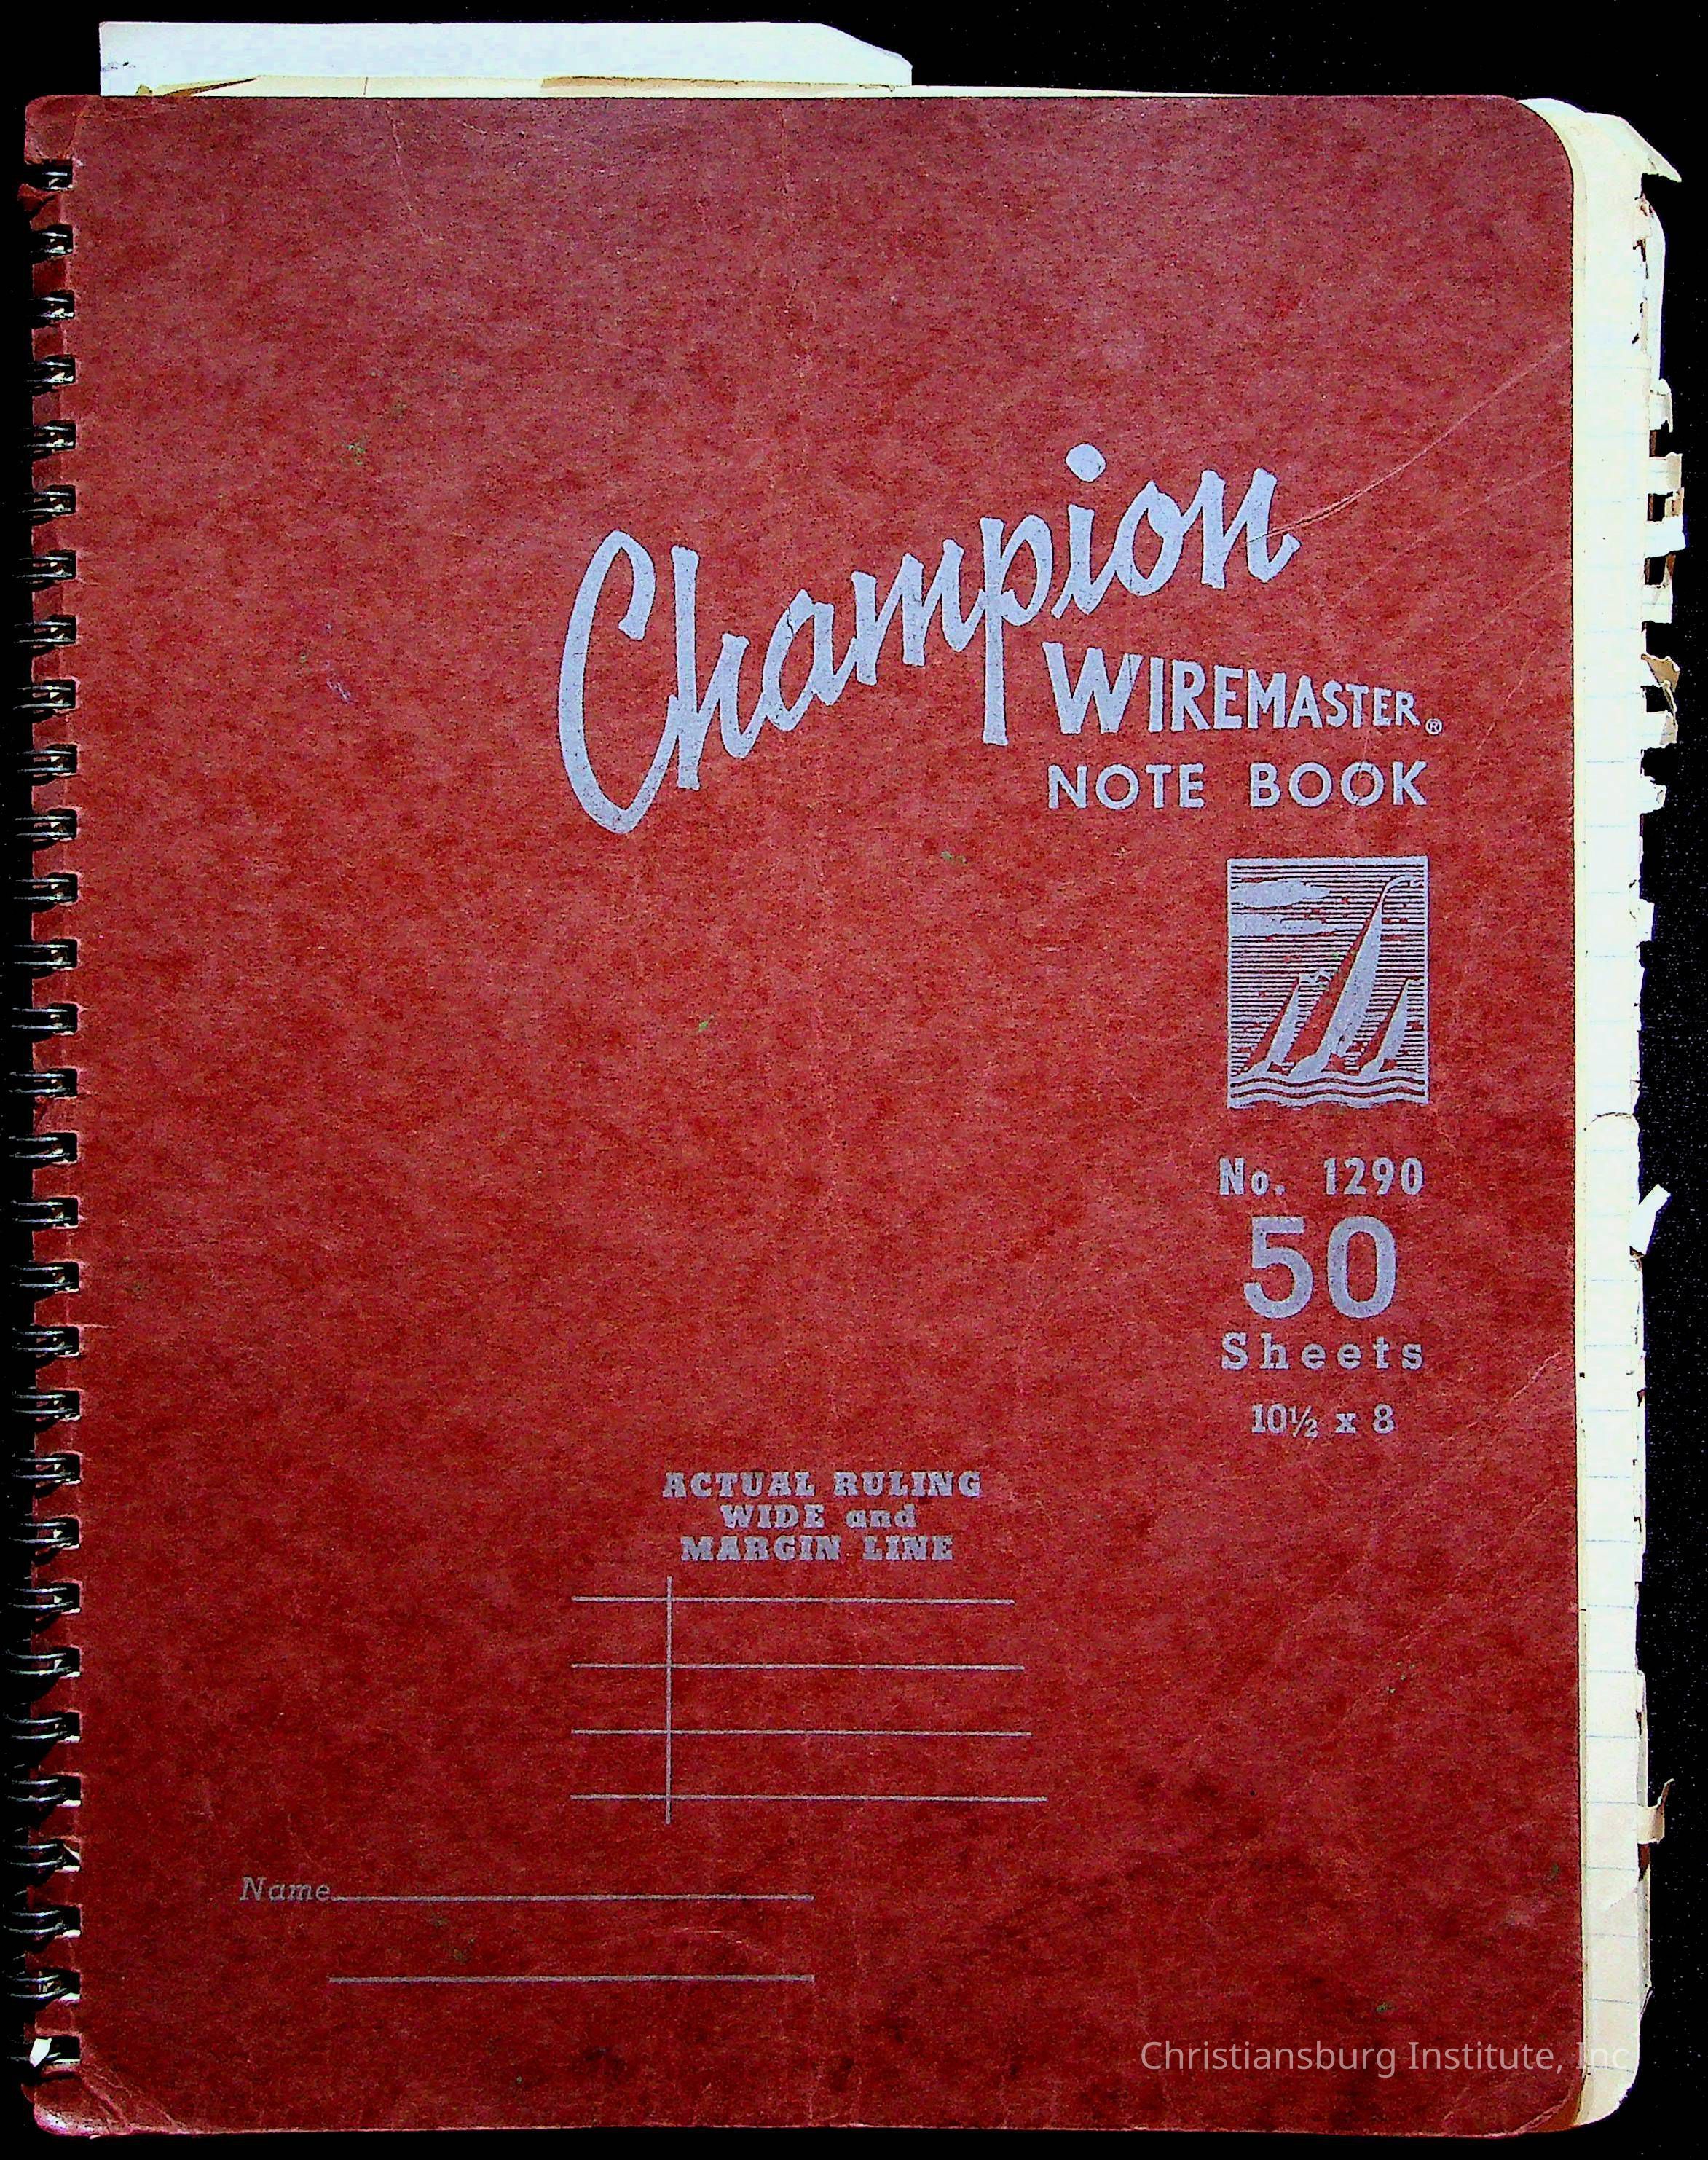 Champion
WIREMASTER®
NOTE BOOK
No. 1290
50
Sheets
10½ x 8
ACTUAL RULING
WIDE and
MARGIN LINE
Name
Christiansburg Institute, Inc